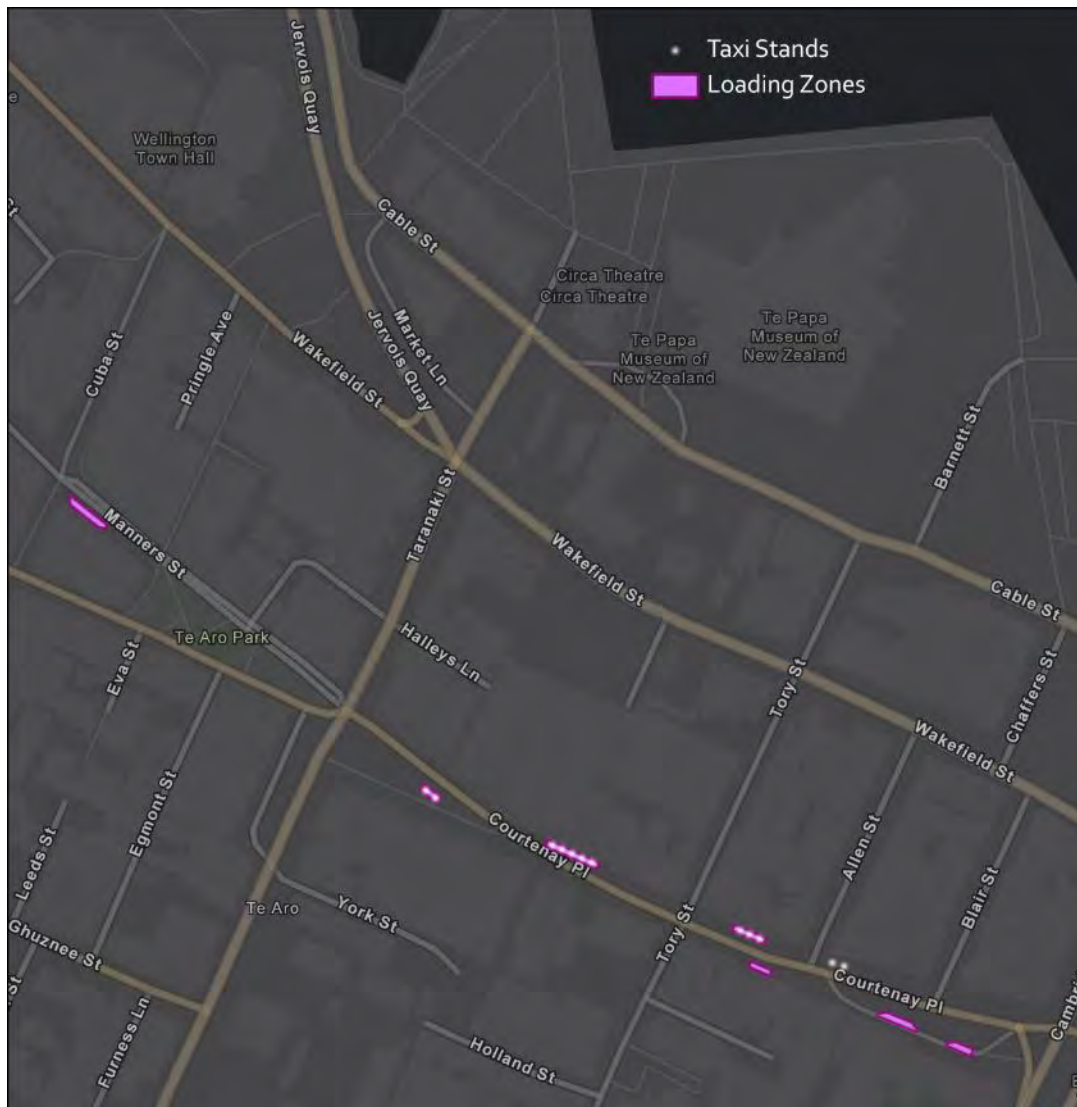 Taxi Stands
Loading Zones
Jervois Quay
Wellington
Town Hall
Cable St
Circa Theatre
Circa Theatre
Te Papa
Museum of
New Zealand
Te Papa
Museum of
New Zealand
Market Ln
Jervois Quay
Cuba St
Pringle Ave
Wakefield St
Barnett St
Taranaki St
Manners St
Wakefield St
Cable St
Te Aro Park
Halleys Ln
Eva St
Tory St
Chaffers St
Wakefield St
Egmont St
Leeds St
Courtenay Pl
Allen St
Blair St
Te Aro
York St
Tory St
Ghuznee St
Courtenay Pl
Furness Ln
Holland St